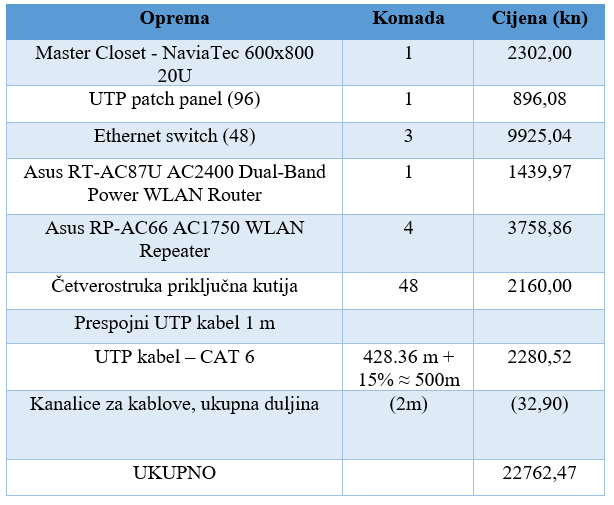 Oprema Komada Cijena (kn)
Master Closet - NaviaTec 600x800 1 2302,00
20U
UTP patch panel (96) 1 896,08
Ethernet switch (48) 3 9925,04
Asus RT-AC87U AC2400 Dual-Band 1 1439,97
Power WLAN Router
Asus RP-AC66 AC1750 WLAN 4 3758,86
Repeater
Četverostruka priključna kutija 48 2160,00
Prespojni UTP kabel 1 m
UTP kabel – CAT 6 428.36 m + 2280,52
15% ≈ 500m
Kanalice za kablove, ukupna duljina (2m) (32,90)
UKUPNO 22762,47